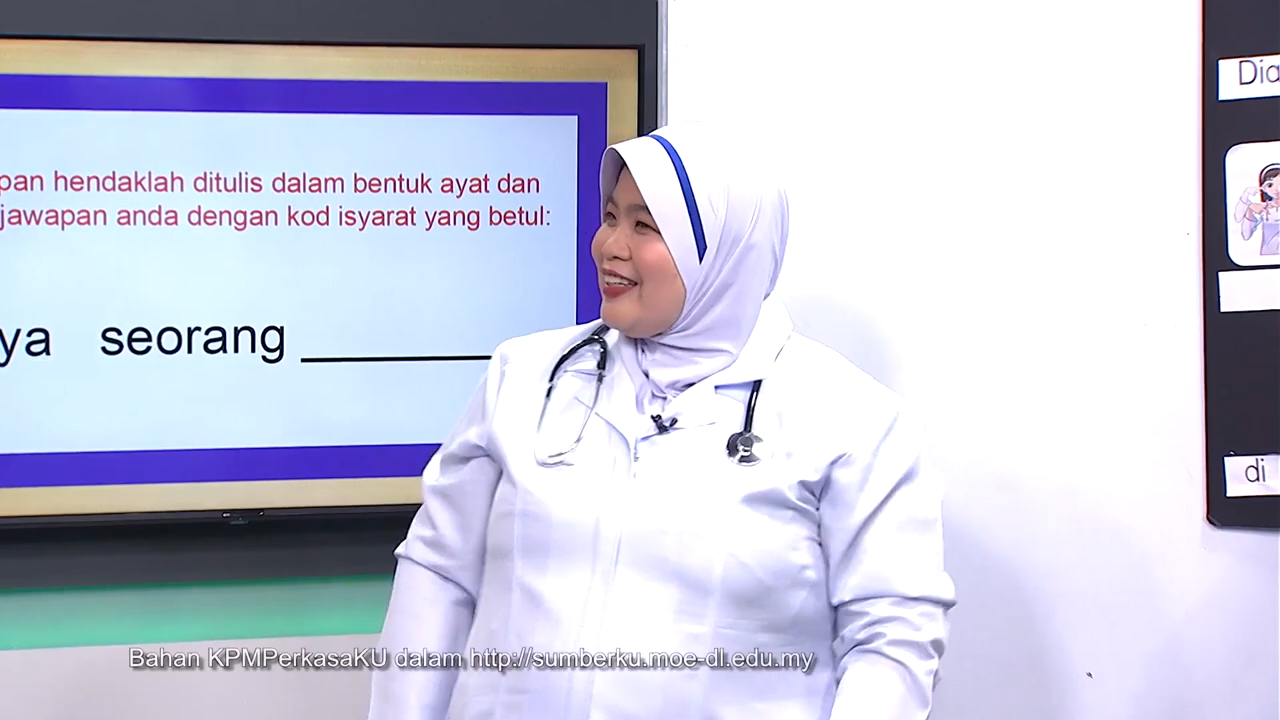 pan hendaklah ditulis dalam bentuk ayat dan
jawapan anda dengan kod isyarat yang betul:
ya seorang __________
Dia
di
Bahan KPMPerkasaKU dalam http://sumberku.moe-dl.edu.my